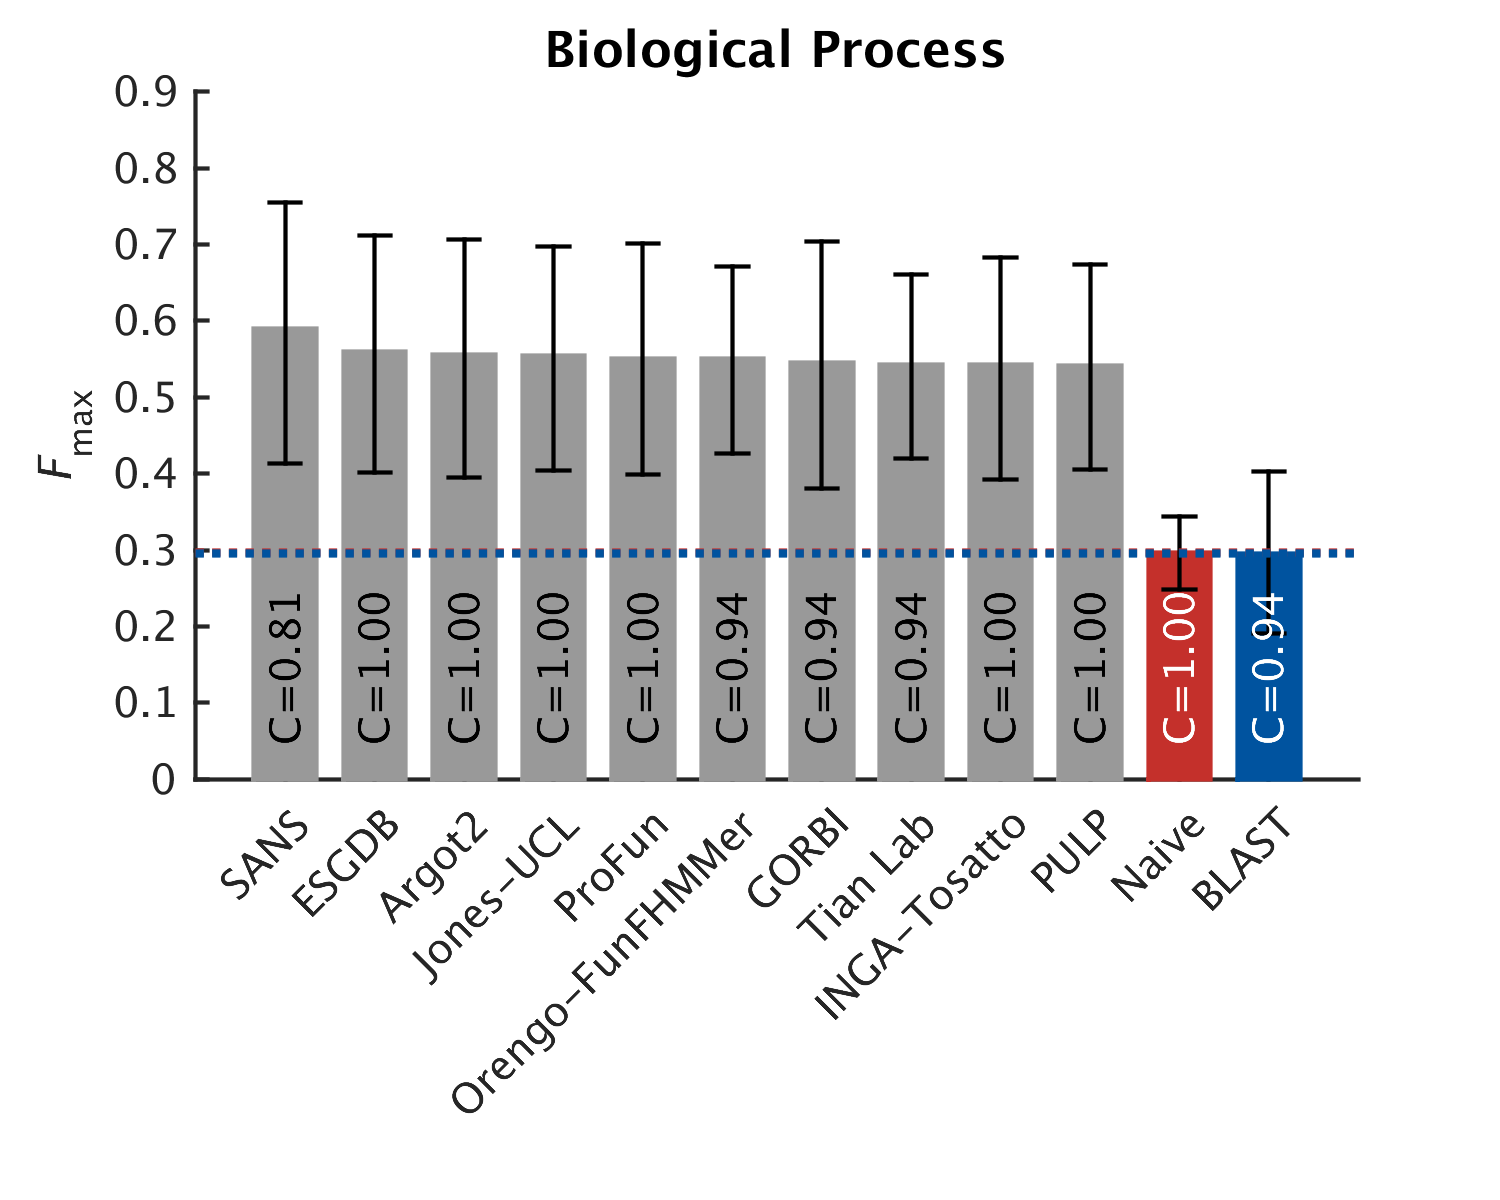 Biological Process
0.9
0.8
0.7
0.6
0.5
0.4
0.3
0.2
0.1
0
Fmax
C=0.81
C=1.00
C=1.00
C=1.00
C=1.00
C=0.94
C=0.94
C=0.94
C=1.00
C=1.00
C=1.00
C=0.94
SANS
ESGDB
Argot2
Jones-UCL
ProFun
Orengo-FunFHMMer
GORBI
Tian Lab
INGA-Tosatto
PULP
Naive
BLAST